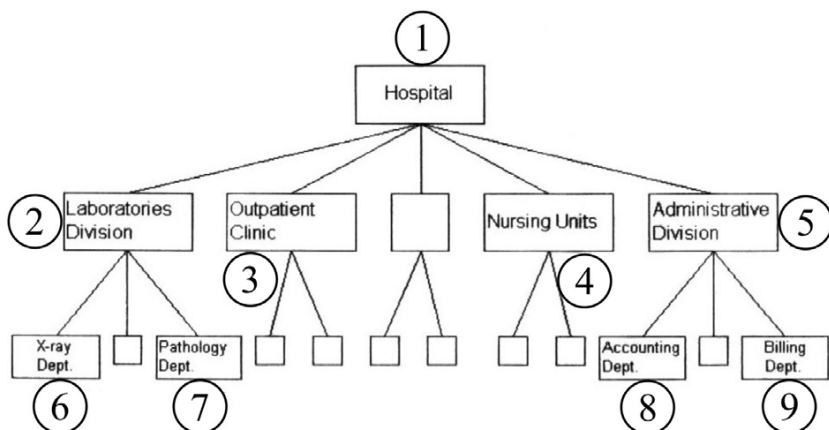 1
Hospital
2
Laboratories
Division
Outpatient
Clinic
3
Nursing Units
4
Administrative
Division
5
X-ray
Dept.
6
Pathology
Dept.
7
Accounting
Dept.
8
Billing
Dept.
9